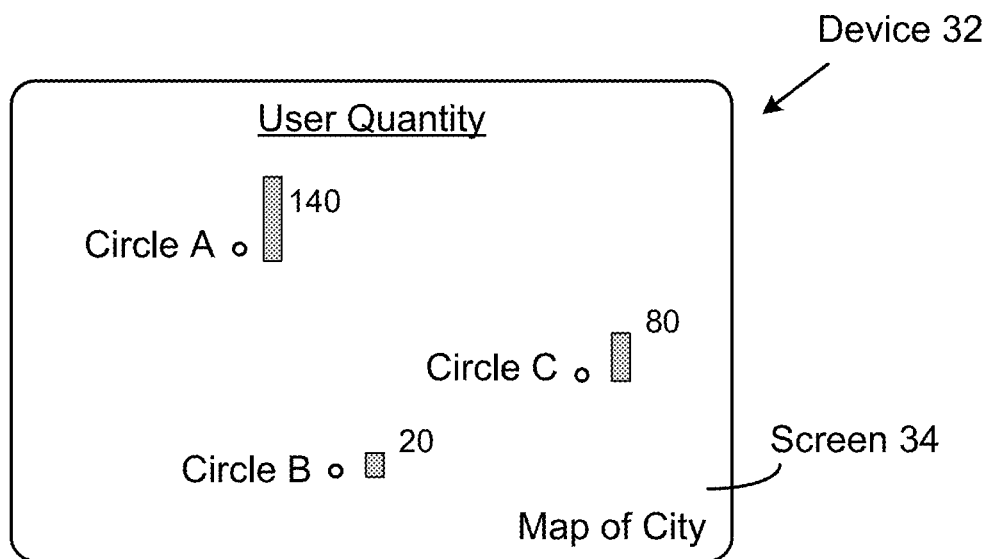 Device 32
User Quantity
140
Circle A
80
Circle C
20
Circle B
Screen 34
Map of City